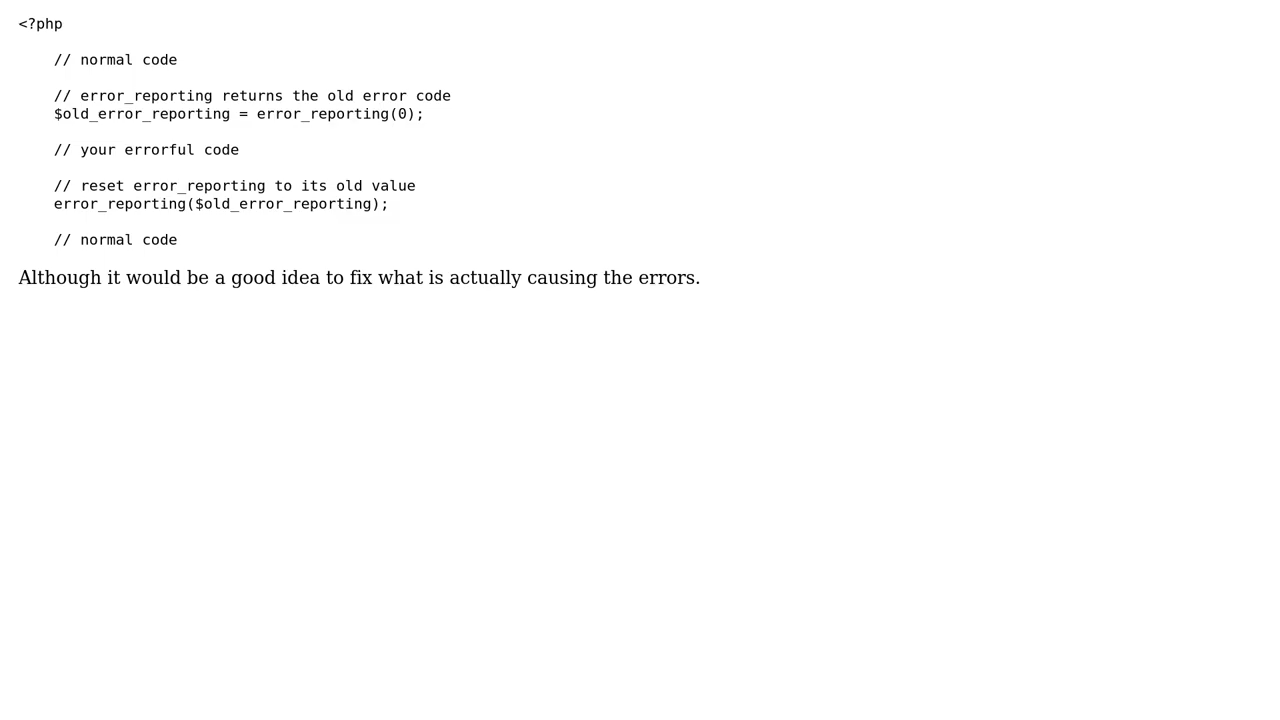 <?php
// normal code
// error_reporting returns the old error code
$old_error_reporting = error_reporting(0);
// your errorful code
// reset error_reporting to its old value
error_reporting($old_error_reporting);
// normal code
Although it would be a good idea to fix what is actually causing the errors.